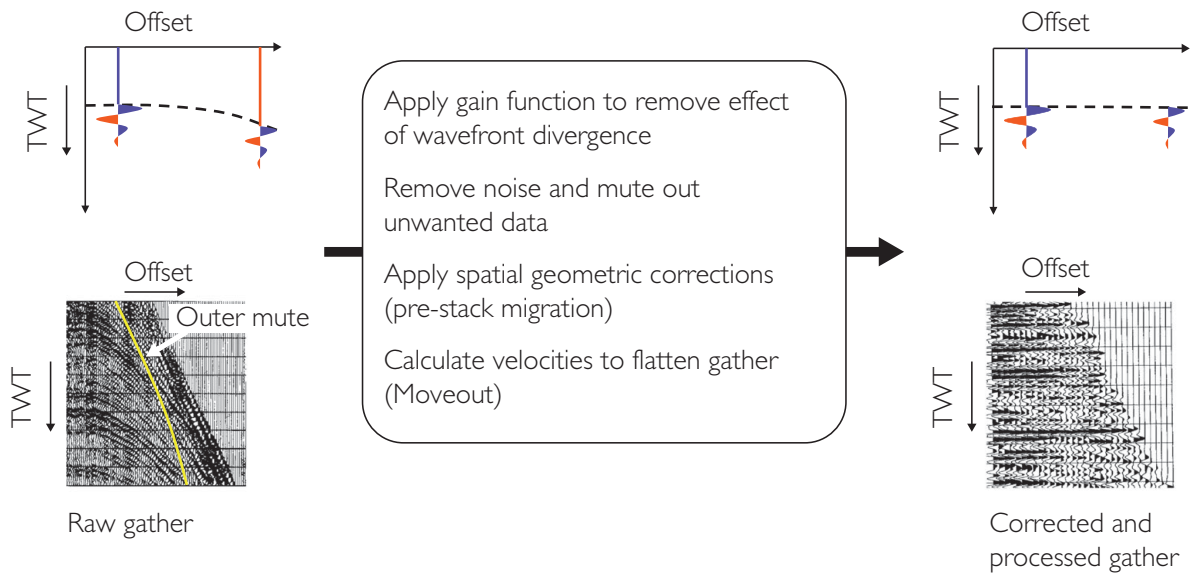 Offset
TWT
Offset
Outer mute
TWT
Raw gather
Apply gain function to remove effect
of wavefront divergence
Remove noise and mute out
unwanted data
Apply spatial geometric corrections
(pre-stack migration)
Calculate velocities to flatten gather
(Moveout)
Offset
TWT
Offset
TWT
Corrected and
processed gather